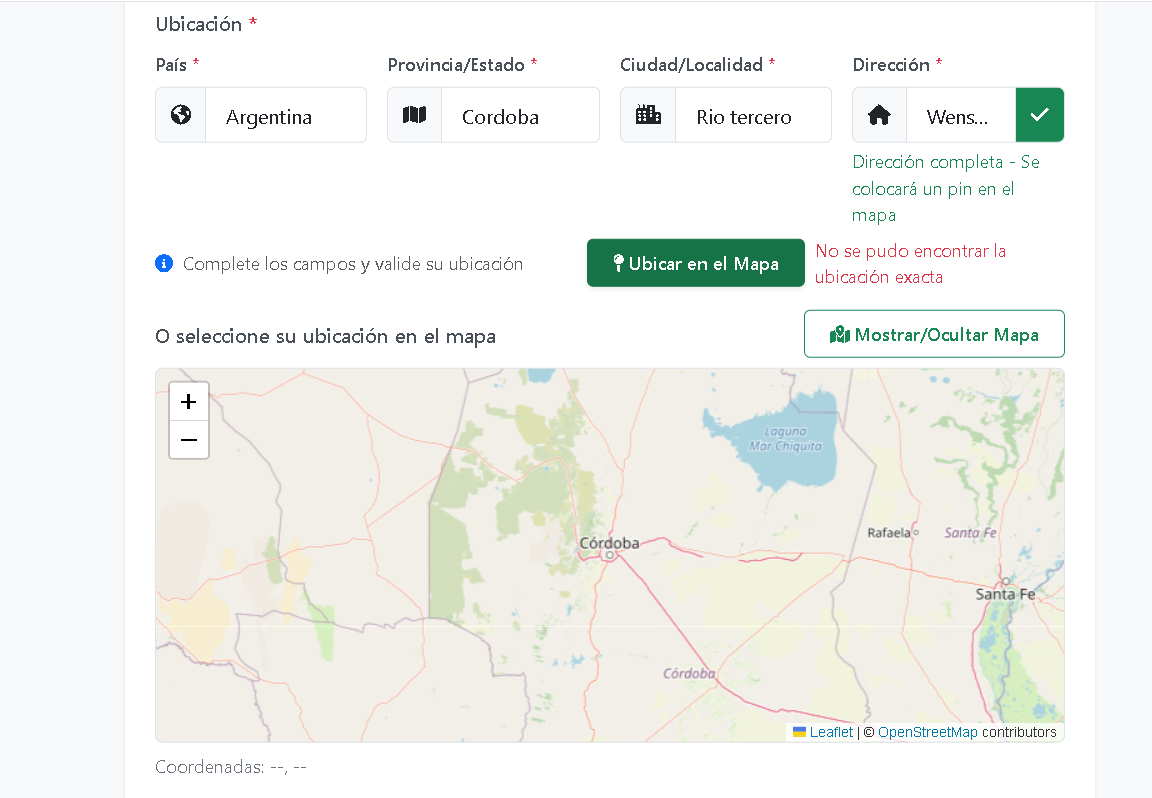 Ubicación *
País *
Provincia/Estado *
Ciudad/Localidad *
Dirección *
Argentina
Cordoba
Rio tercero
Wens...
Dirección completa - Se
colocará un pin en el
mapa
Complete los campos y valide su ubicación
Ubicar en el Mapa
No se pudo encontrar la
ubicación exacta
O seleccione su ubicación en el mapa
Mostrar/Ocultar Mapa
+
−
Laguna
Mar Chiquita
Rafaela
Santa Fe
Córdoba
Santa Fe
Córdoba
Leaflet | © OpenStreetMap contributors
Coordenadas: --, --